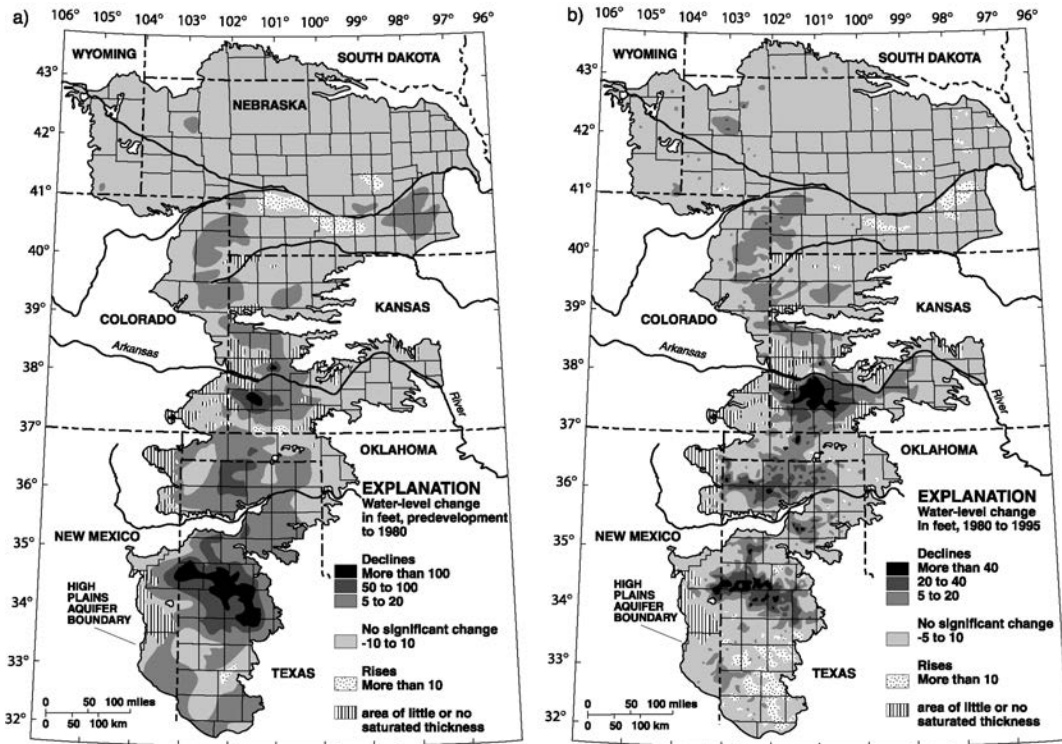 a)
106° 105° 104° 103° 102° 101° 100° 99° 98° 97° 96°
WYOMING
SOUTH DAKOTA
43°
NEBRASKA
42°
41°
40°
39°
KANSAS
COLORADO
Arkansas
38°
River
37°
OKLAHOMA
36°
EXPLANATION
Water-level change
in feet, predevelopment
to 1980
35°
NEW MEXICO
Declines
More than 100
50 to 100
5 to 20
HIGH
PLAINS
AQUIFER
BOUNDARY
34°
No significant change
-10 to 10
33°
TEXAS
Rises
More than 10
0 50 100 miles
0 50 100 km
area of little or no
saturated thickness
32°
b)
106° 105° 104° 103° 102° 101° 100° 99° 98° 97° 96°
WYOMING
SOUTH DAKOTA
43°
NEBRASKA
42°
41°
40°
39°
KANSAS
COLORADO
Arkansas
38°
River
37°
OKLAHOMA
36°
EXPLANATION
Water-level change
In feet, 1980 to 1995
35°
NEW MEXICO
Declines
More than 40
20 to 40
5 to 20
HIGH
PLAINS
AQUIFER
BOUNDARY
34°
No significant change
-5 to 10
33°
TEXAS
Rises
More than 10
0 50 100 miles
0 50 100 km
area of little or no
saturated thickness
32°